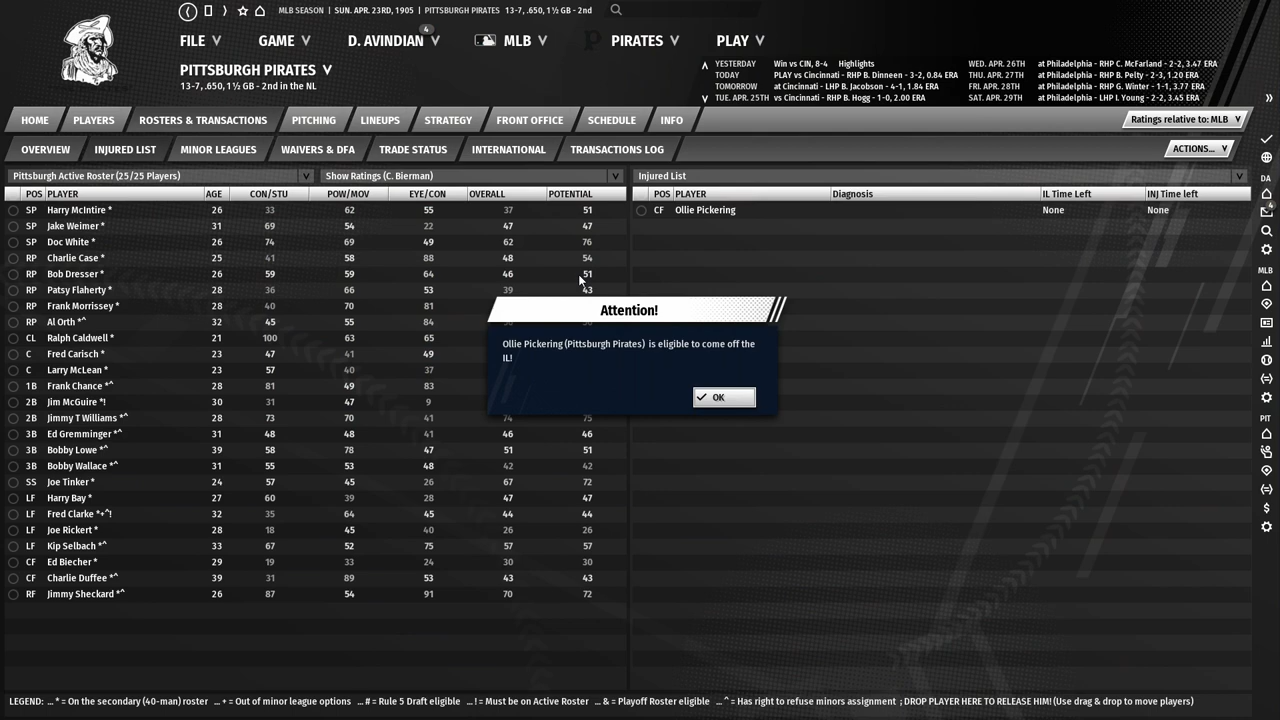 MLB SEASON | SUN. APR. 23RD, 1905 | PITTSBURGH PIRATES 13-7, .650, 1 ½ GB - 2nd
FILE GAME D. AVINDIAN 4 MLB PIRATES PLAY
PITTSBURGH PIRATES
13-7, .650, 1 ½ GB - 2nd in the NL
YESTERDAY Win vs CIN, 8-4 Highlights WED. APR. 26TH at Philadelphia - RHP C. McFarland - 2-2, 3.47 ERA
TODAY PLAY vs Cincinnati - RHP B. Dinneen - 3-2, 0.84 ERA THU. APR. 27TH at Philadelphia - RHP B. Pelty - 2-3, 1.20 ERA
TOMORROW at Cincinnati - LHP B. Jacobson - 4-1, 1.84 ERA FRI. APR. 28TH at Philadelphia - RHP G. Winter - 1-1, 3.77 ERA
TUE. APR. 25TH vs Cincinnati - RHP B. Hogg - 1-0, 2.00 ERA SAT. APR. 29TH at Philadelphia - LHP I. Young - 2-2, 3.45 ERA
HOME PLAYERS ROSTERS & TRANSACTIONS PITCHING LINEUPS STRATEGY FRONT OFFICE SCHEDULE INFO Ratings relative to: MLB
OVERVIEW INJURED LIST MINOR LEAGUES WAIVERS & DFA TRADE STATUS INTERNATIONAL TRANSACTIONS LOG ACTIONS...
Pittsburgh Active Roster (25/25 Players) Show Ratings (C. Bierman) Injured List
POS PLAYER AGE CON/STU POW/MOV EYE/CON OVERALL POTENTIAL POS PLAYER Diagnosis IL Time Left INJ Time left
SP Harry McIntire * 26 33 62 55 37 51 CF Ollie Pickering None None
SP Jake Weimer * 31 69 54 22 47 47
SP Doc White * 26 74 69 49 62 76
RP Charlie Case * 25 41 58 88 48 54
RP Bob Dresser * 26 59 59 64 46 51
RP Patsy Flaherty * 28 36 66 53 39 43
RP Frank Morrissey * 28 40 70 81
RP Al Orth *^ 32 45 55 84
CL Ralph Caldwell * 21 100 63 65
C Fred Carisch * 23 47 41 49
C Larry McLean * 23 57 40 37
1B Frank Chance *^ 28 81 49 83
2B Jim McGuire *! 30 31 47 9
2B Jimmy T Williams *^ 28 73 70 41 74 75
3B Ed Gremminger *^ 31 48 48 41 46 46
3B Bobby Lowe *^ 39 58 78 47 51 51
3B Bobby Wallace *^ 31 55 53 48 42 42
SS Joe Tinker * 24 57 45 26 67 72
LF Harry Bay * 27 60 39 28 47 47
LF Fred Clarke *+^! 32 35 64 45 44 44
LF Joe Rickert * 28 18 45 40 26 26
LF Kip Selbach *^ 33 67 52 75 57 57
CF Ed Biecher * 29 19 33 24 30 30
CF Charlie Duffee *^ 39 31 89 53 43 43
RF Jimmy Sheckard *^ 26 87 54 91 70 72
Attention!
Ollie Pickering (Pittsburgh Pirates) is eligible to come off the
IL!
OK
DA
4
MLB
PIT
LEGEND: ... * = On the secondary (40-man) roster ... + = Out of minor league options ... # = Rule 5 Draft eligible ... ! = Must be on Active Roster ... & = Playoff Roster eligible ... ^ = Has right to refuse minors assignment ; DROP PLAYER HERE TO RELEASE HIM! (Use drag & drop to move players)